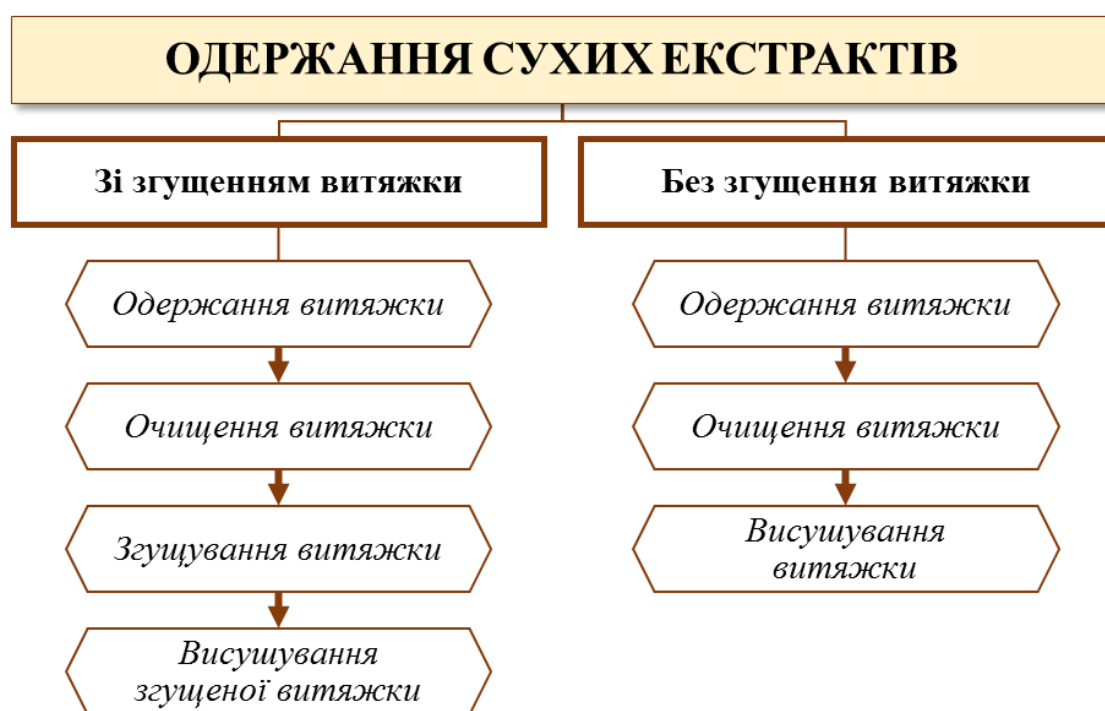 ОДЕРЖАННЯ СУХИХ ЕКСТРАКТІВ
Зі згущенням витяжки
Одержання витяжки
Очищення витяжки
Згущування витяжки
Висушування
згущеної витяжки
Без згущення витяжки
Одержання витяжки
Очищення витяжки
Висушування
витяжки